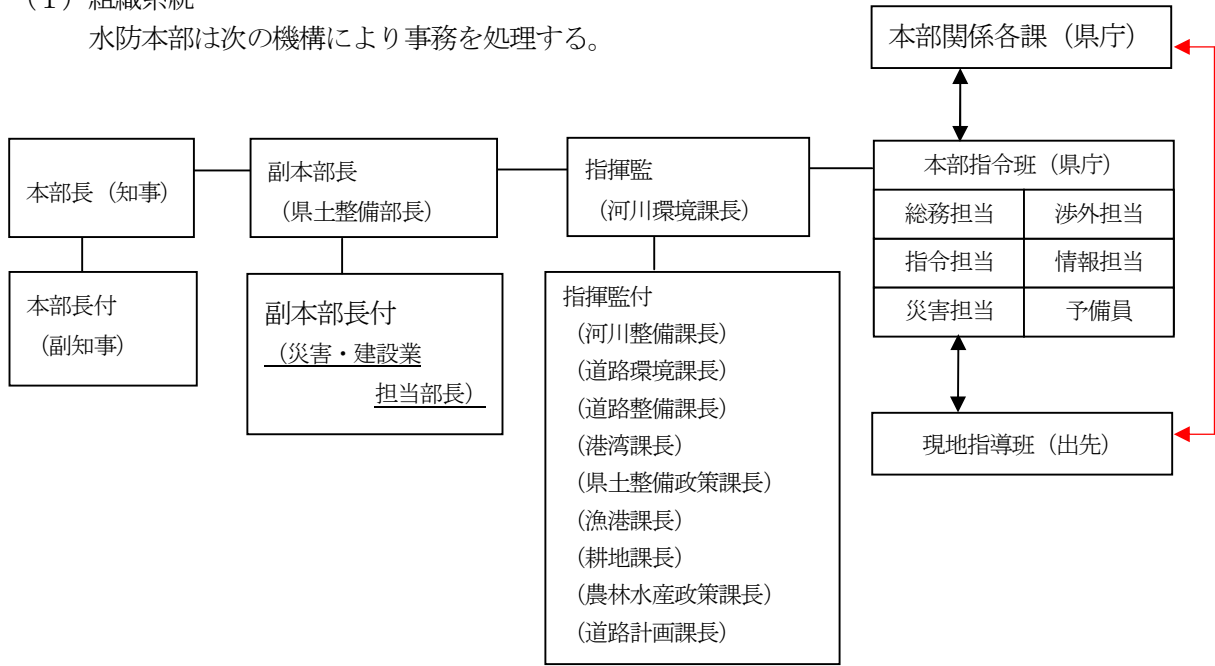 （１）組織系統
水防本部は次の機構により事務を処理する。
本部関係各課（県庁）
本部長（知事）
副本部長
（県土整備部長）
指揮監
（河川環境課長）
本部指令班（県庁）
総務担当
渉外担当
指令担当
情報担当
災害担当
予備員
本部長付
（副知事）
副本部長付
（災害・建設業
担当部長）
指揮監付
（河川整備課長）
（道路環境課長）
（道路整備課長）
（港湾課長）
（県土整備政策課長）
（漁港課長）
（耕地課長）
（農林水産政策課長）
（道路計画課長）
現地指導班（出先）